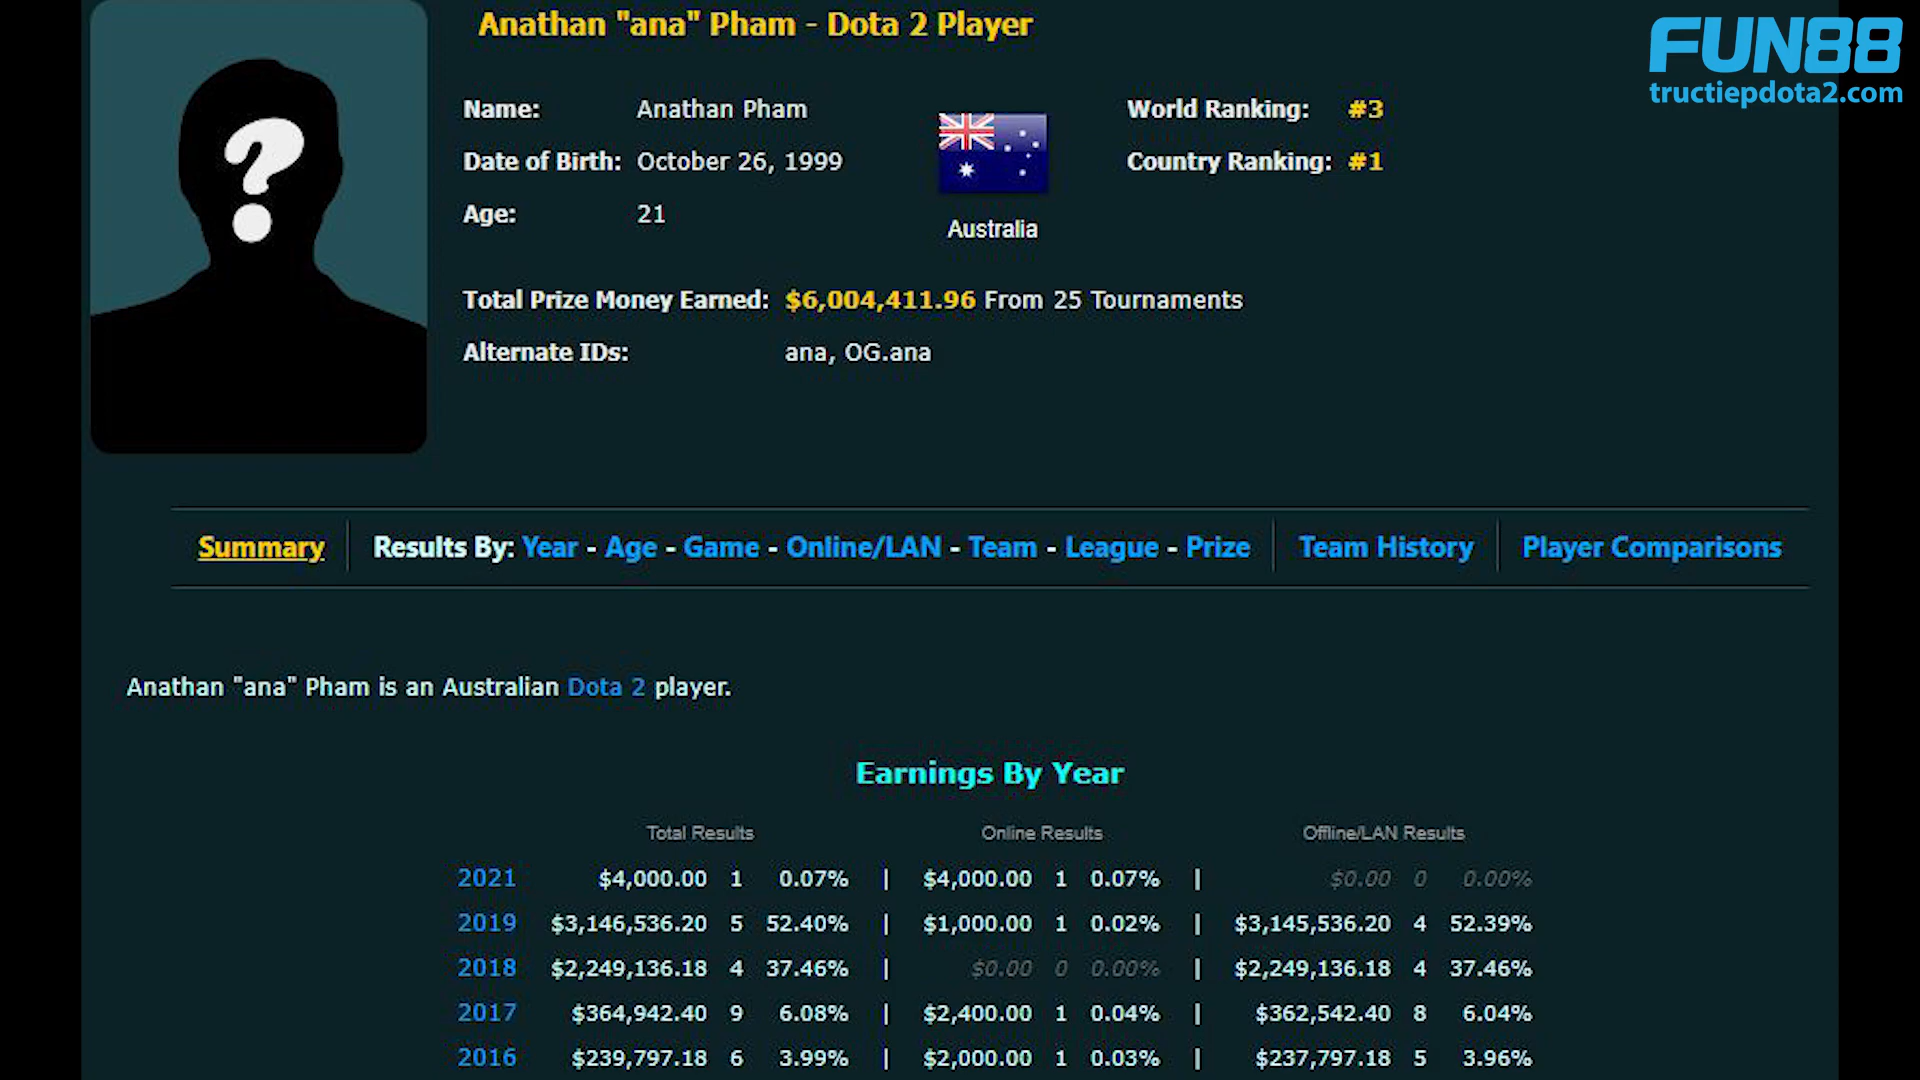 Anathan "ana" Pham - Dota 2 Player
FUN88
tructiepdota2.com
Name: Anathan Pham
World Ranking: #3
Date of Birth: October 26, 1999
Country Ranking: #1
Age: 21
Australia
Total Prize Money Earned: $6,004,411.96 From 25 Tournaments
Alternate IDs: ana, OG.ana
Summary Results By: Year - Age - Game - Online/LAN - Team - League - Prize Team History Player Comparisons
Anathan "ana" Pham is an Australian Dota 2 player.
Earnings By Year
Total Results Online Results Offline/LAN Results
2021 $4,000.00 1 0.07% | $4,000.00 1 0.07% | $0.00 0 0.00%
2019 $3,146,536.20 5 52.40% | $1,000.00 1 0.02% | $3,145,536.20 4 52.39%
2018 $2,249,136.18 4 37.46% | $0.00 0 0.00% | $2,249,136.18 4 37.46%
2017 $364,942.40 9 6.08% | $2,400.00 1 0.04% | $362,542.40 8 6.04%
2016 $239,797.18 6 3.99% | $2,000.00 1 0.03% | $237,797.18 5 3.96%